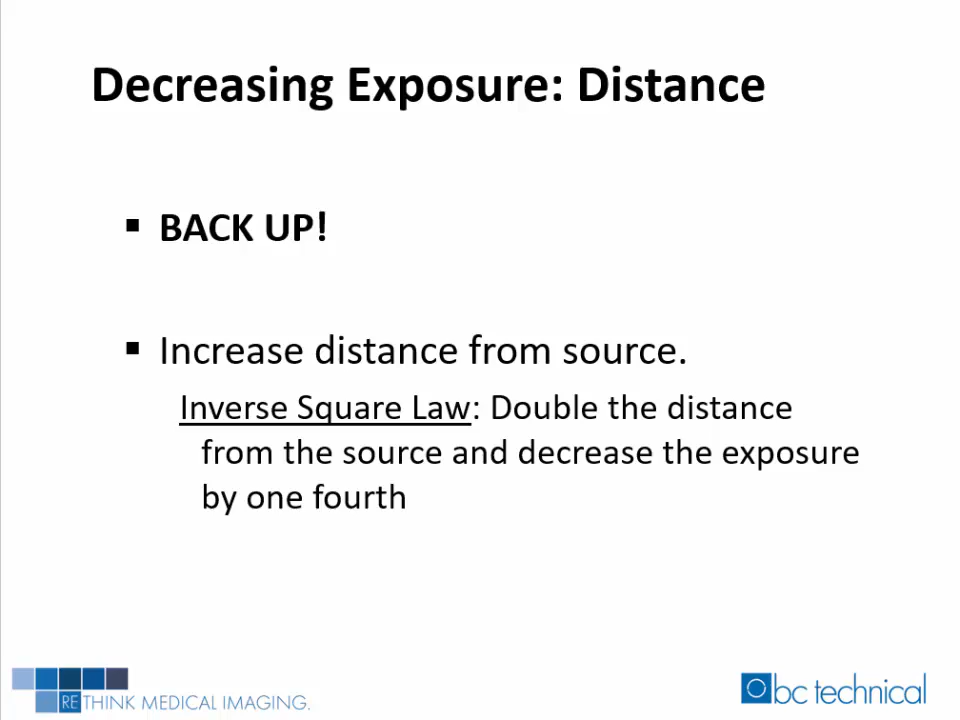 Decreasing Exposure: Distance
▪ BACK UP!
▪ Increase distance from source.
Inverse Square Law: Double the distance
from the source and decrease the exposure
by one fourth
RETHINK MEDICAL IMAGING.
bc technical